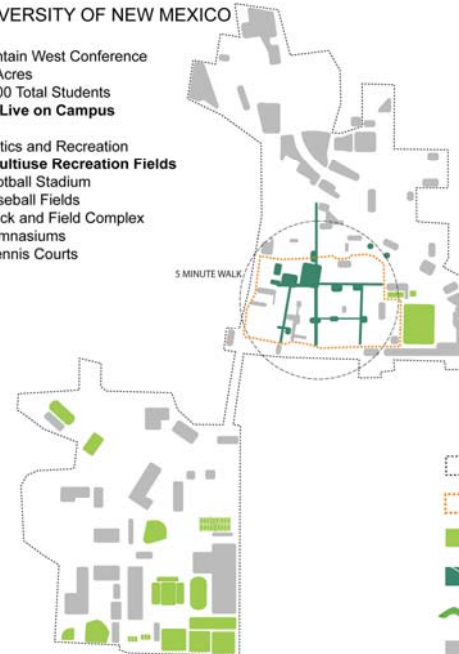 VERSITY OF NEW MEXICO
ntain West Conference
Acres
00 Total Students
Live on Campus
tics and Recreation
ultiuse Recreation Fields
otball Stadium
seball Fields
ck and Field Complex
mnasiums
ennis Courts
5 MINUTE WALK